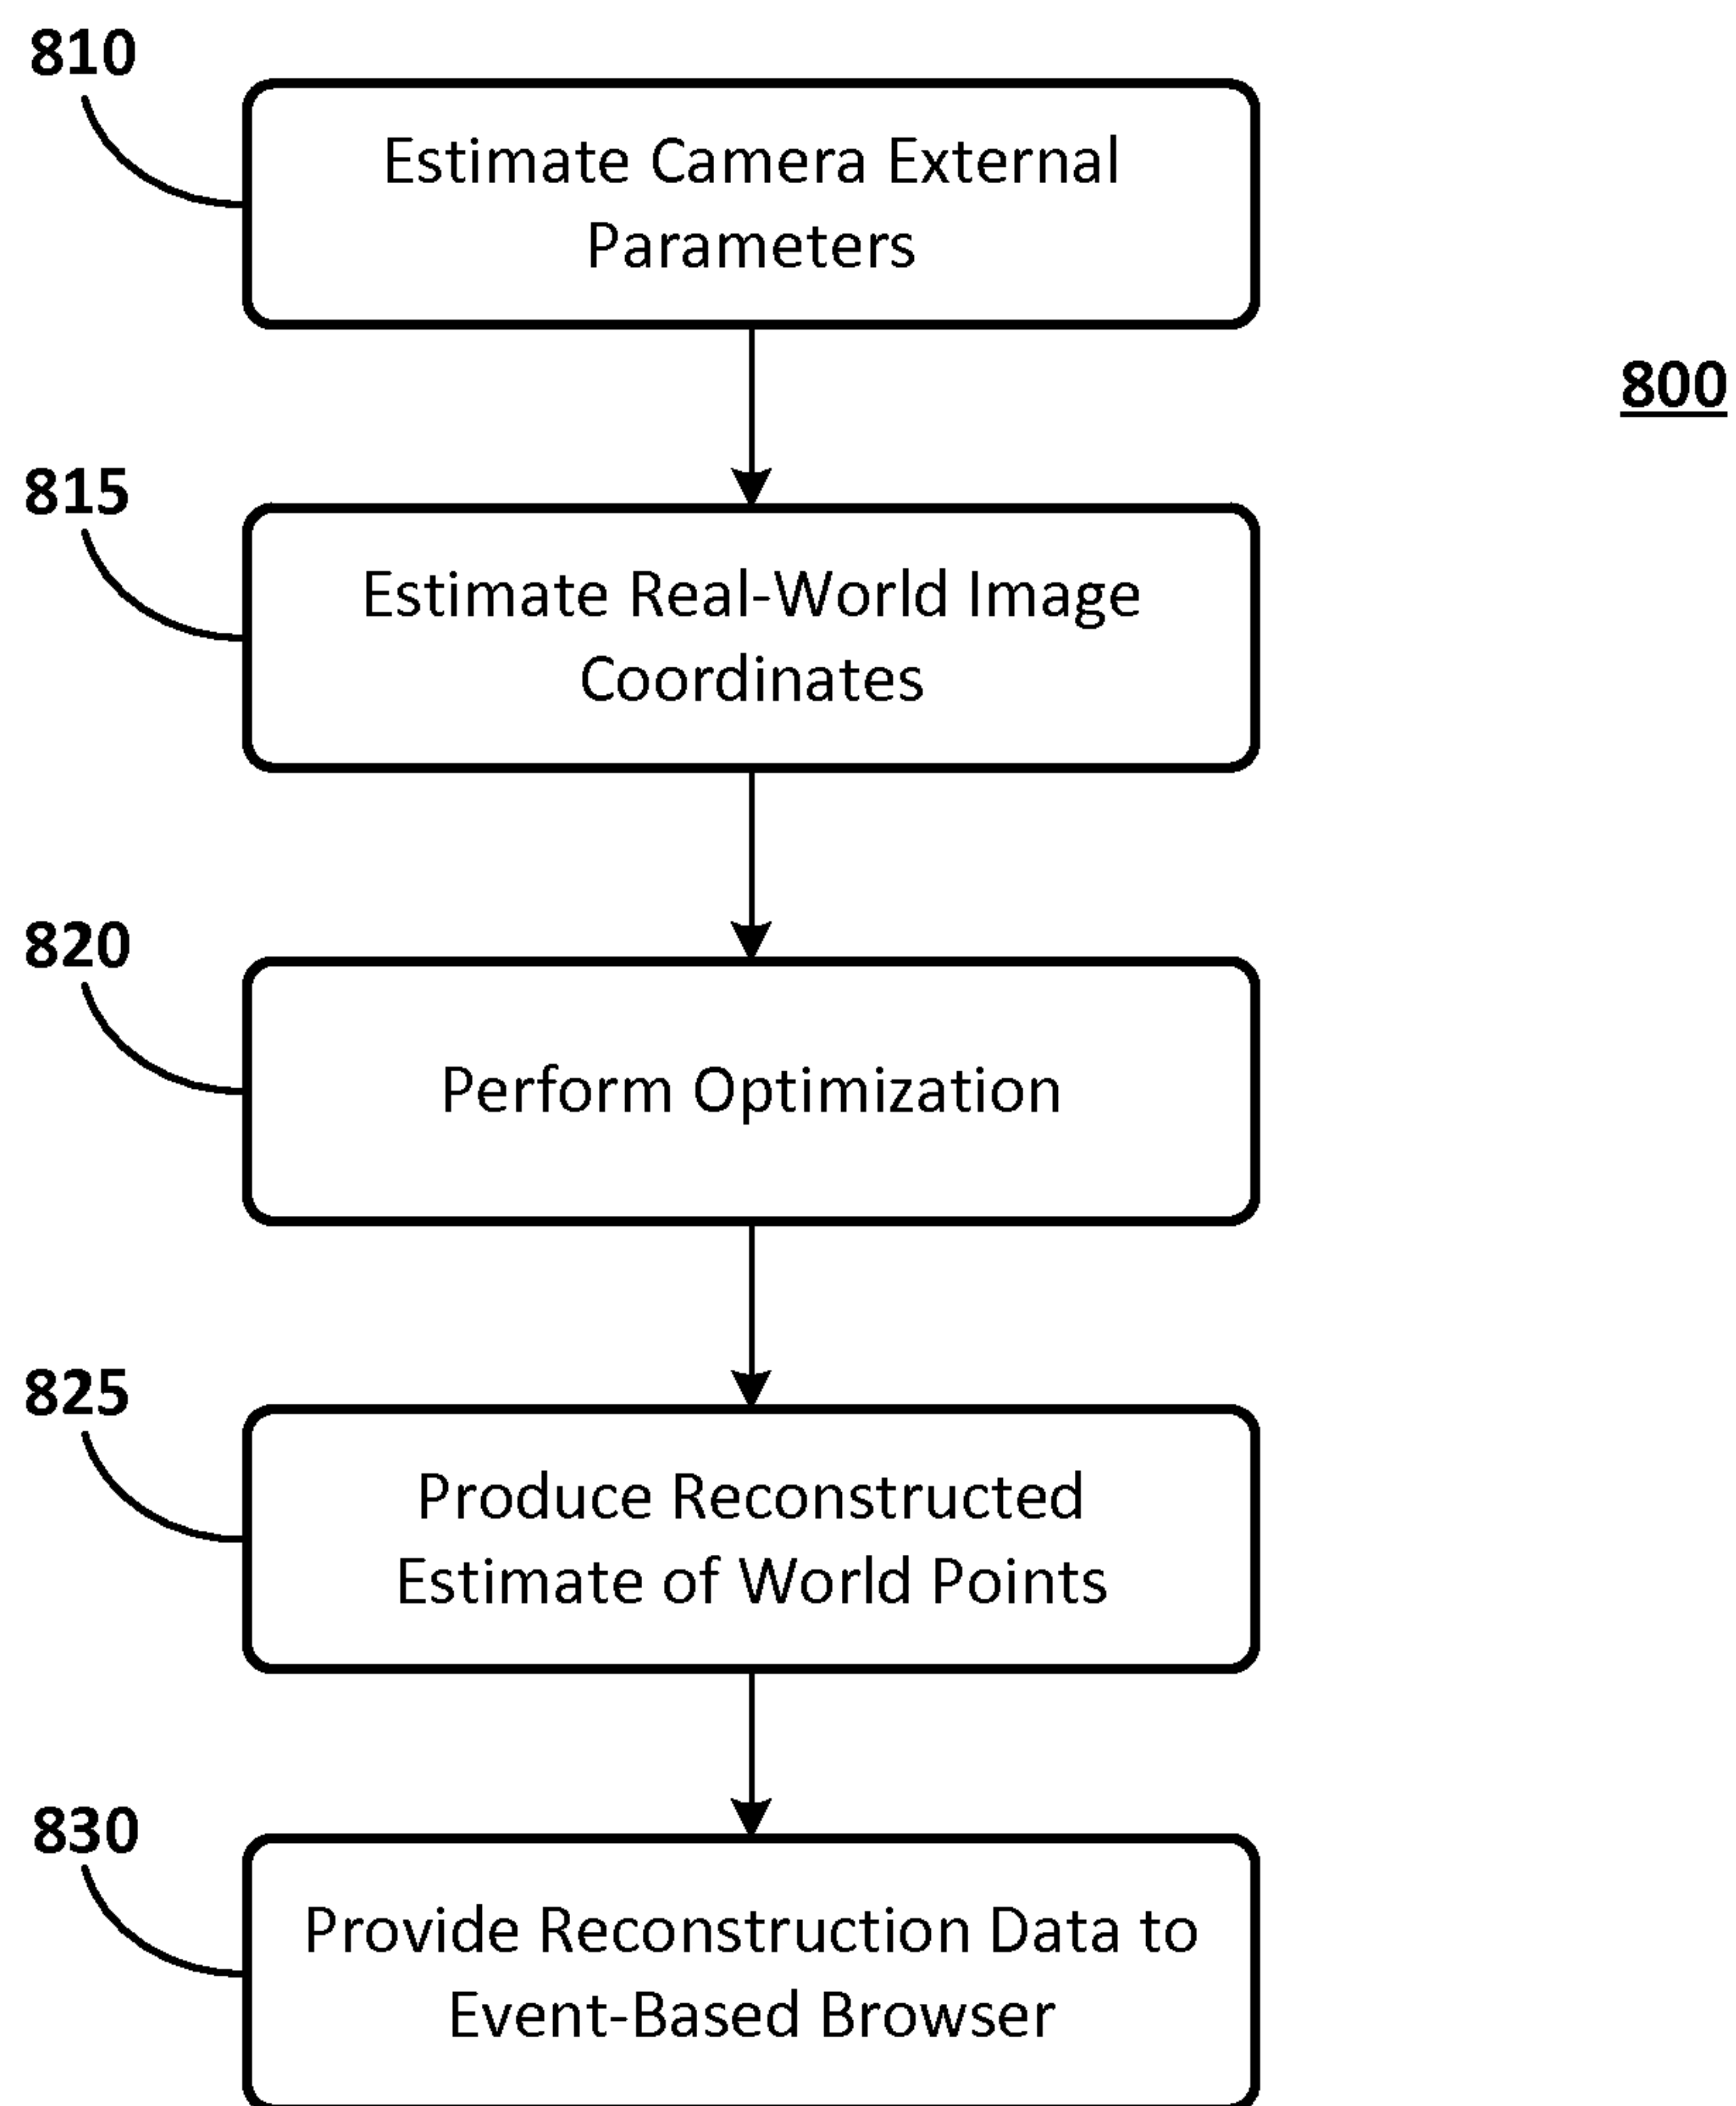 810
Estimate Camera External
Parameters
800
815
Estimate Real-World Image
Coordinates
820
Perform Optimization
825
Produce Reconstructed
Estimate of World Points
830
Provide Reconstruction Data to
Event-Based Browser